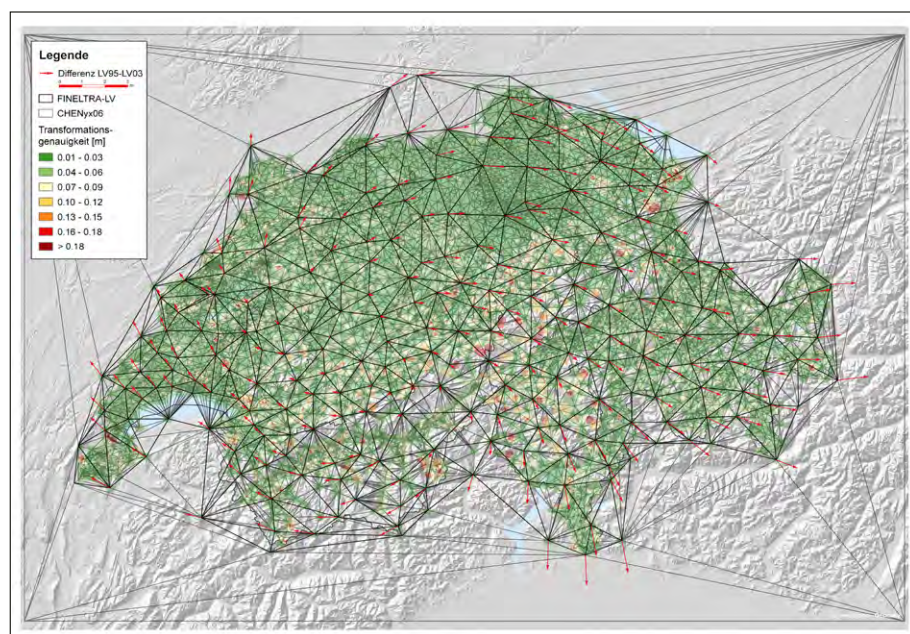 Legende
Differenz LV95-LV03
FINELTRA-LV
CHENyx06
Transformations-
genauigkeit [m]
0.01 - 0.03
0.04 - 0.06
0.07 - 0.09
0.10 - 0.12
0.13 - 0.15
0.16 - 0.18
> 0.18